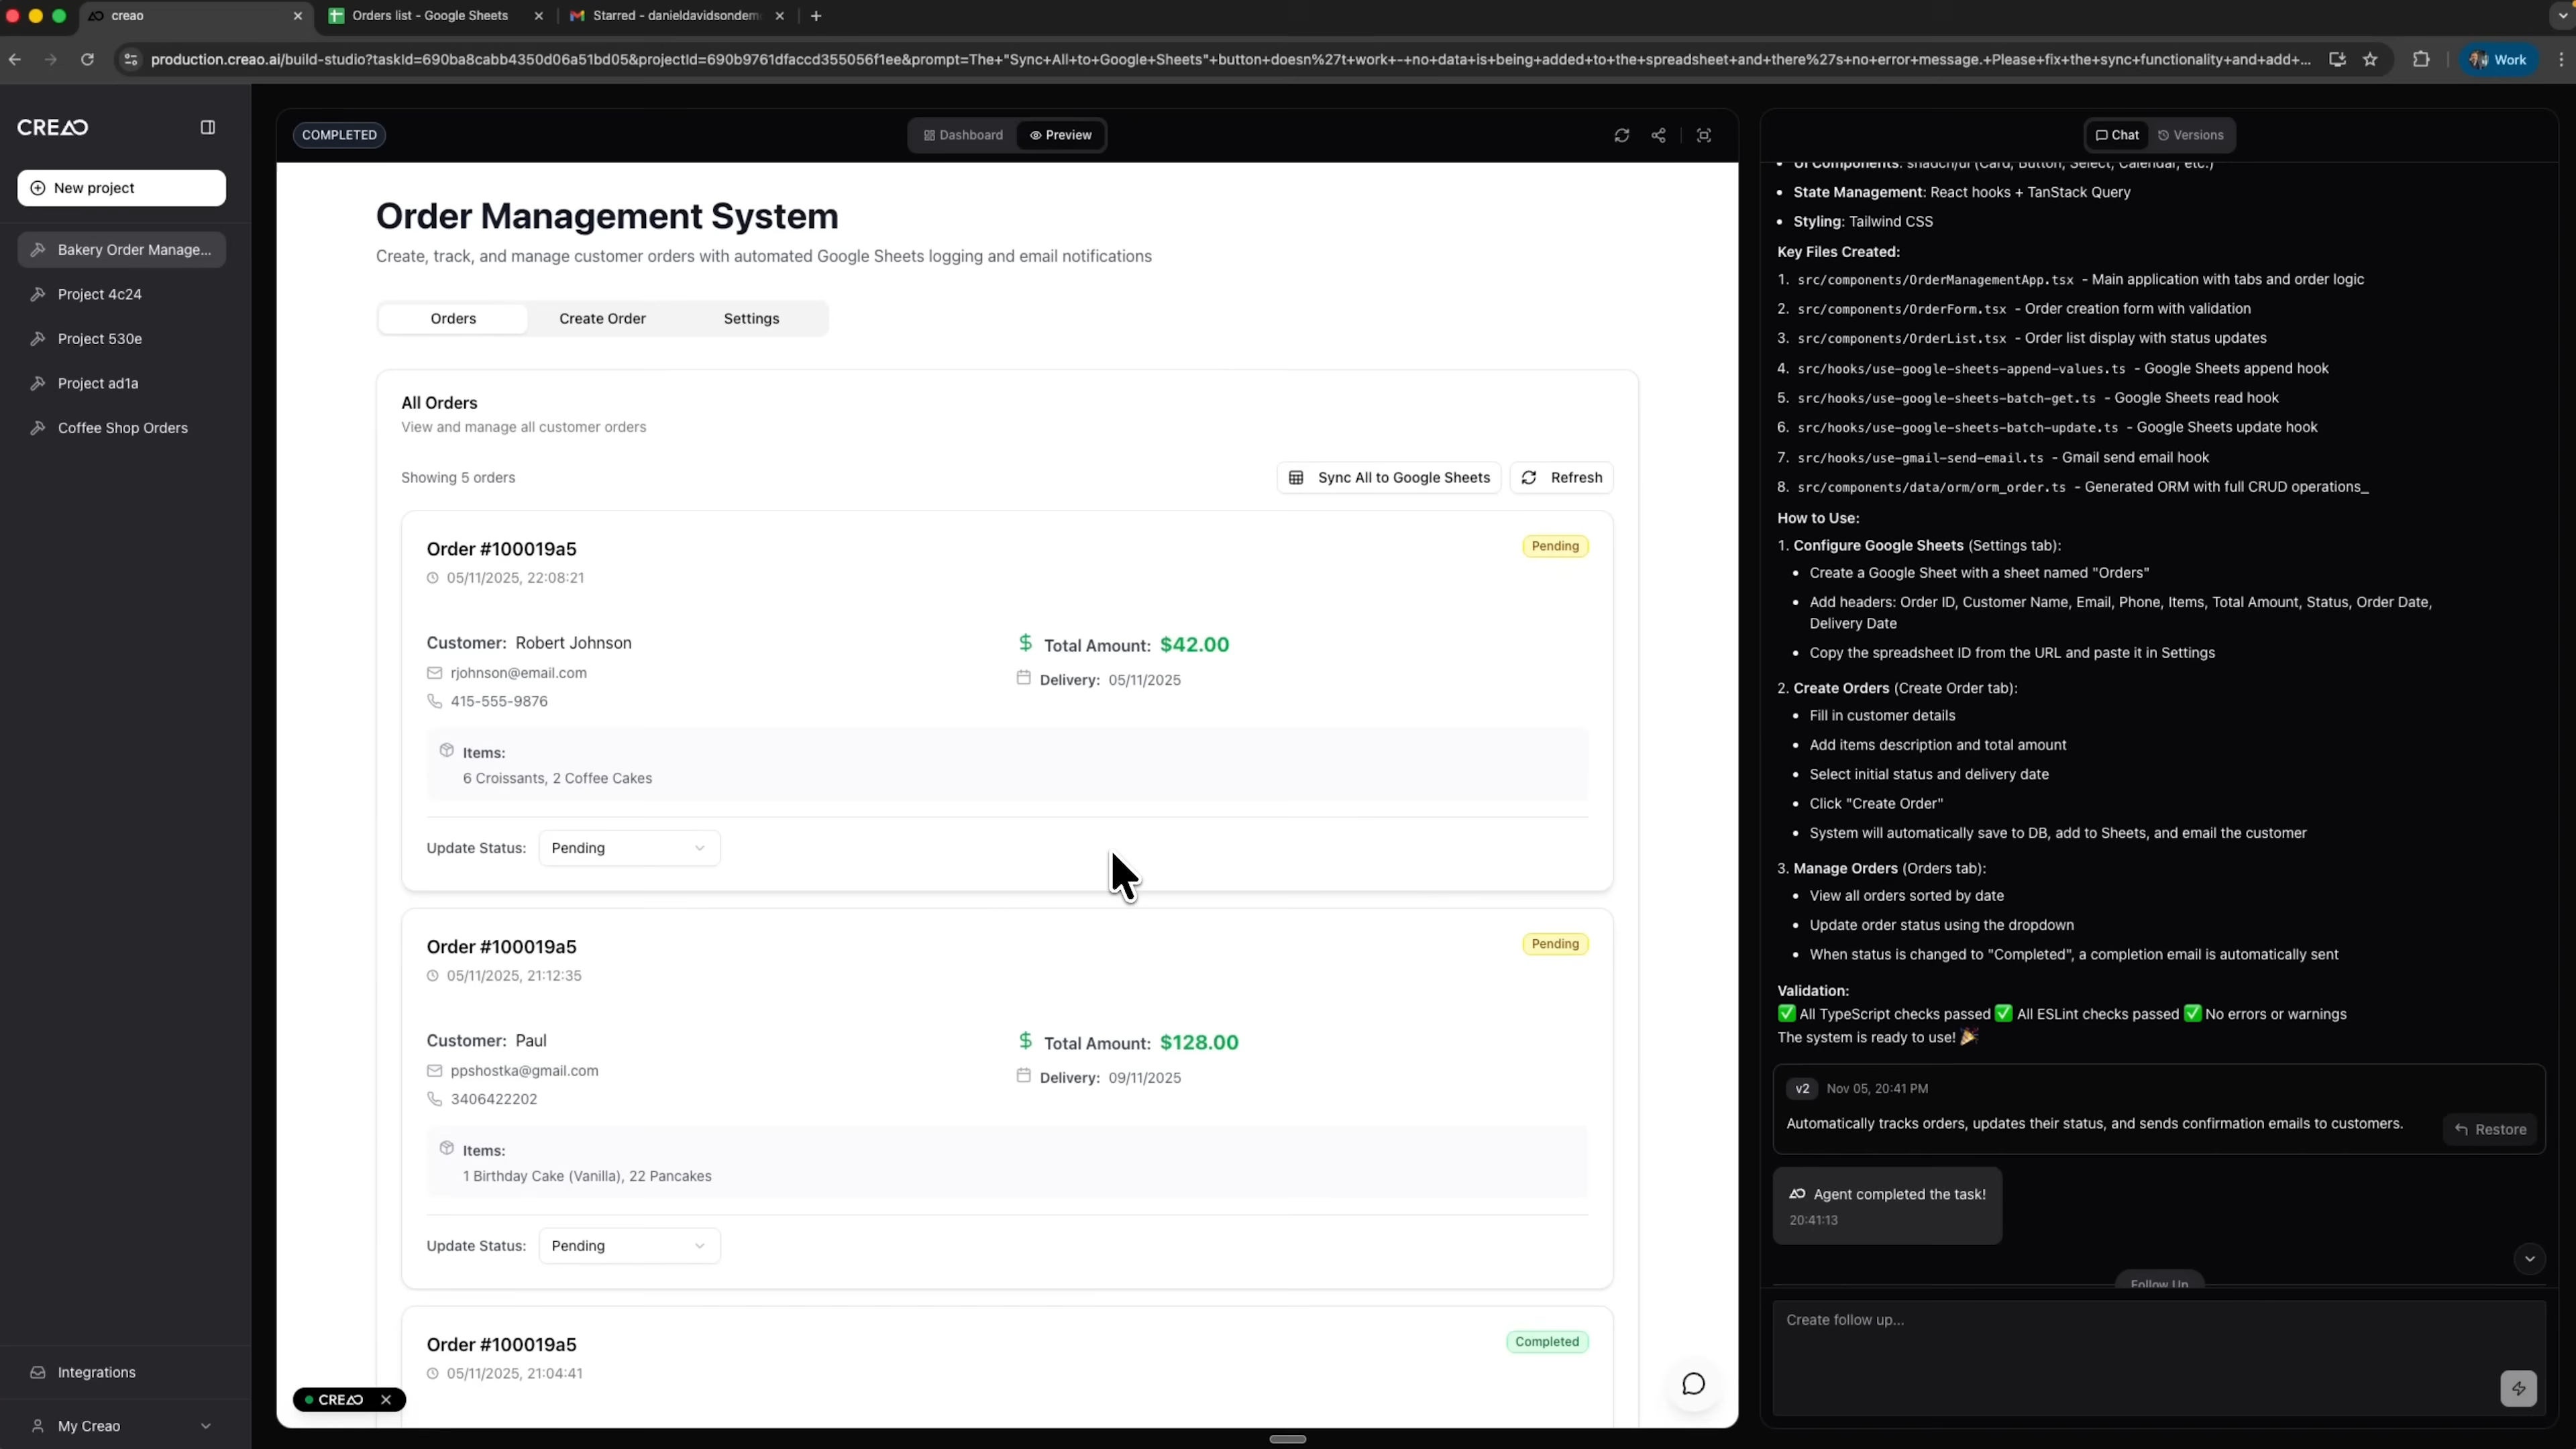 creao
Orders list - Google Sheets
Starred - danieldavidsondem
production.creao.ai/build-studio?taskId=690ba8cabb4350d06a51bd05&projectId=690b9761dfaccd355056f1ee&prompt=The+"Sync+All+to+Google+Sheets"+button+doesn%27t+work+-+no+data+is+being+added+to+the+spreadsheet+and+there%27s+no+error+message.+Please+fix+the+sync+functionality+and+add+...
Work
CREAO
New project
Bakery Order Manage...
Project 4c24
Project 530e
Project ad1a
Coffee Shop Orders
Integrations
My Creao
COMPLETED
Dashboard
Preview
Order Management System
Create, track, and manage customer orders with automated Google Sheets logging and email notifications
Orders
Create Order
Settings
All Orders
View and manage all customer orders
Showing 5 orders
Sync All to Google Sheets
Refresh
Order #100019a5
Pending
05/11/2025, 22:08:21
Customer: Robert Johnson
rjohnson@email.com
415-555-9876
Total Amount: $42.00
Delivery: 05/11/2025
Items:
6 Croissants, 2 Coffee Cakes
Update Status: Pending
Order #100019a5
Pending
05/11/2025, 21:12:35
Customer: Paul
ppshostka@gmail.com
3406422202
Total Amount: $128.00
Delivery: 09/11/2025
Items:
1 Birthday Cake (Vanilla), 22 Pancakes
Update Status: Pending
Order #100019a5
Completed
05/11/2025, 21:04:41
CREAO
Chat
Versions
• UI Components: shadcn/ui (Card, Button, Select, Calendar, etc.)
• State Management: React hooks + TanStack Query
• Styling: Tailwind CSS
Key Files Created:
1. src/components/OrderManagementApp.tsx - Main application with tabs and order logic
2. src/components/OrderForm.tsx - Order creation form with validation
3. src/components/OrderList.tsx - Order list display with status updates
4. src/hooks/use-google-sheets-append-values.ts - Google Sheets append hook
5. src/hooks/use-google-sheets-batch-get.ts - Google Sheets read hook
6. src/hooks/use-google-sheets-batch-update.ts - Google Sheets update hook
7. src/hooks/use-gmail-send-email.ts - Gmail send email hook
8. src/components/data/orm/orm_order.ts - Generated ORM with full CRUD operations_
How to Use:
1. Configure Google Sheets (Settings tab):
• Create a Google Sheet with a sheet named "Orders"
• Add headers: Order ID, Customer Name, Email, Phone, Items, Total Amount, Status, Order Date,
Delivery Date
• Copy the spreadsheet ID from the URL and paste it in Settings
2. Create Orders (Create Order tab):
• Fill in customer details
• Add items description and total amount
• Select initial status and delivery date
• Click "Create Order"
• System will automatically save to DB, add to Sheets, and email the customer
3. Manage Orders (Orders tab):
• View all orders sorted by date
• Update order status using the dropdown
• When status is changed to "Completed", a completion email is automatically sent
Validation:
✅ All TypeScript checks passed ✅ All ESLint checks passed ✅ No errors or warnings
The system is ready to use! 🎉
v2 Nov 05, 20:41 PM
Automatically tracks orders, updates their status, and sends confirmation emails to customers.
Restore
Agent completed the task!
20:41:13
Follow Up
Create follow up...